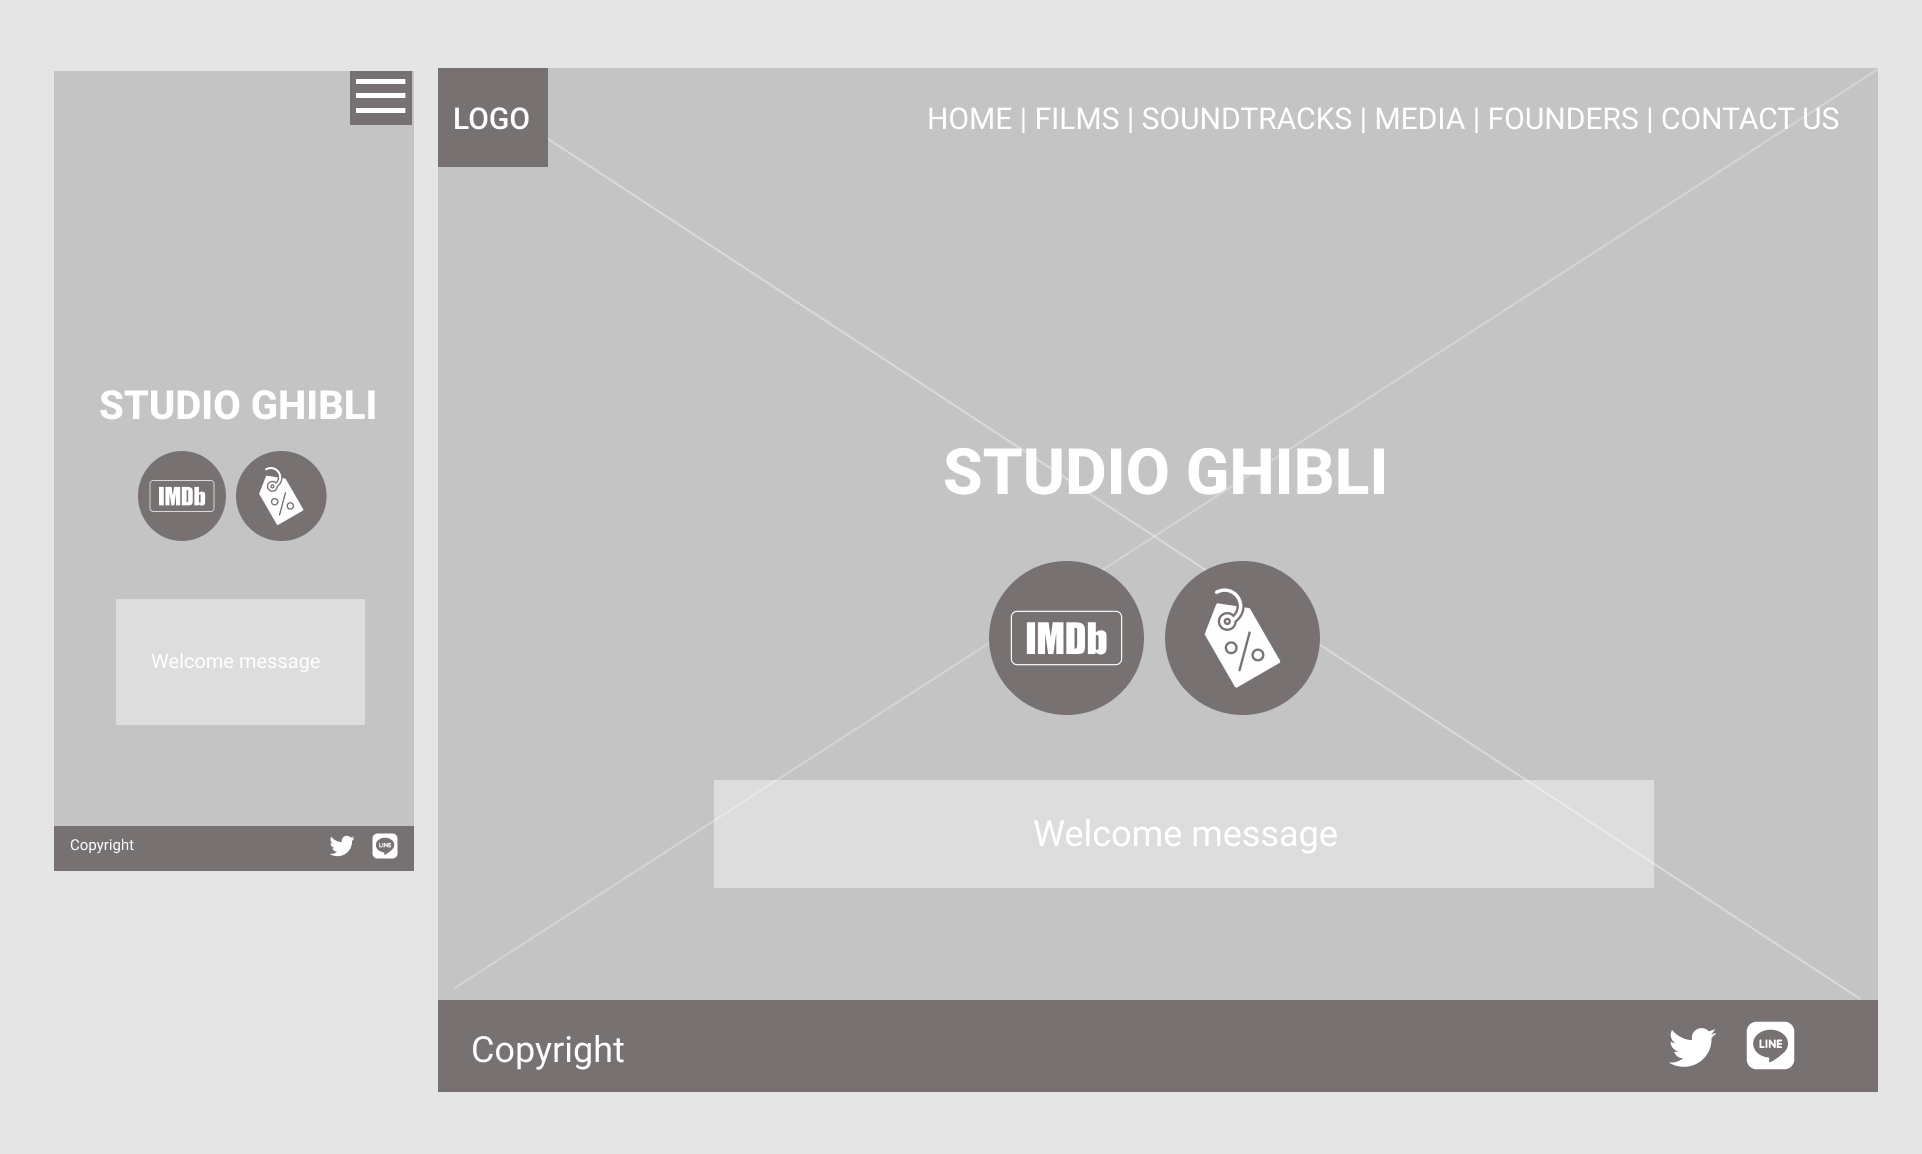 STUDIO GHIBLI
IMDb
%
Welcome message
Copyright
LINE
LOGO
HOME | FILMS | SOUNDTRACKS | MEDIA | FOUNDERS | CONTACT US
STUDIO GHIBLI
IMDb
%
Welcome message
Copyright
LINE